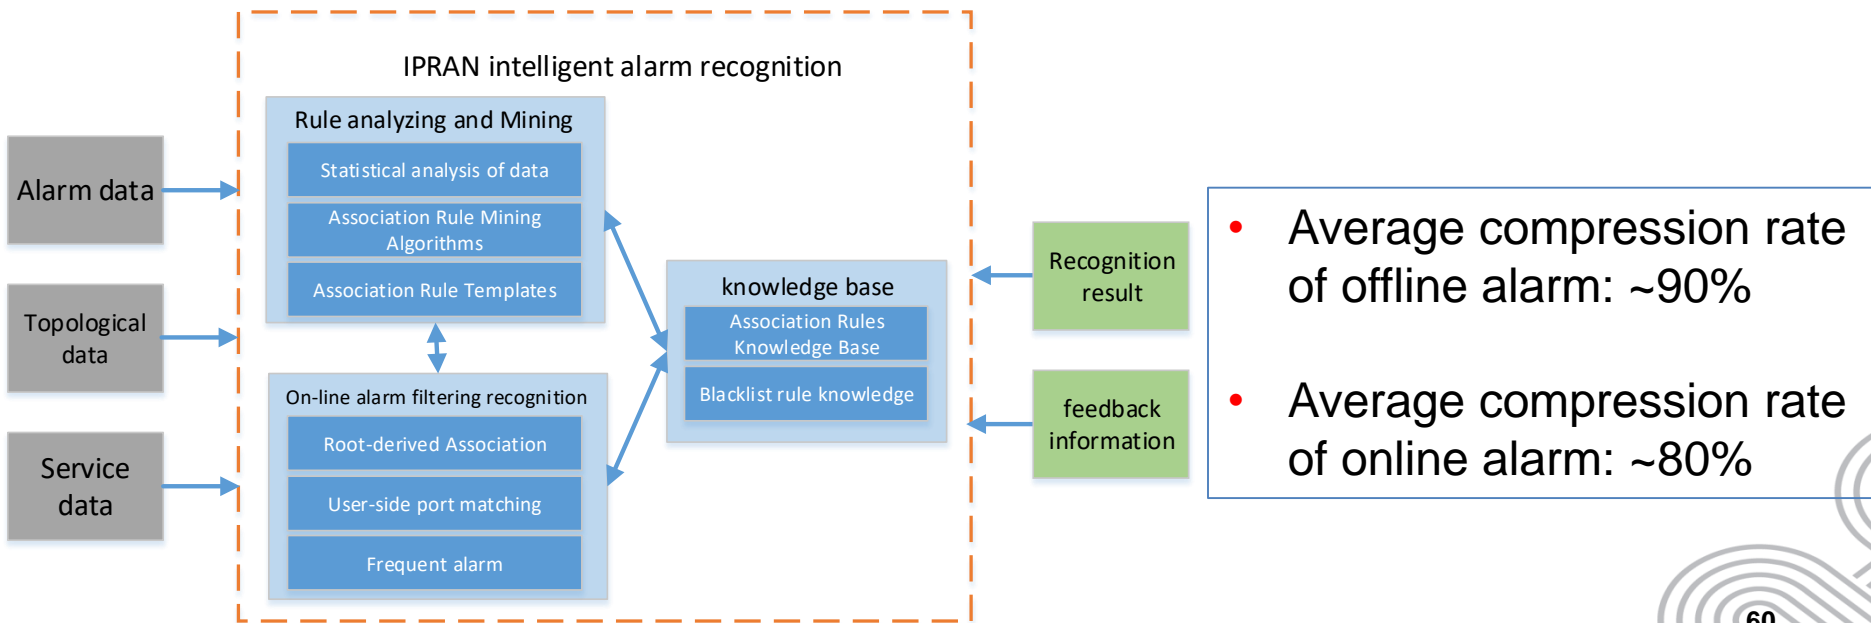 IPRAN intelligent alarm recognition
Alarm data
Topological
data
Service
data
Rule analyzing and Mining
Statistical analysis of data
Association Rule Mining
Algorithms
Association Rule Templates
On-line alarm filtering recognition
Root-derived Association
User-side port matching
Frequent alarm
knowledge base
Association Rules
Knowledge Base
Blacklist rule knowledge
Recognition
result
feedback
information
• Average compression rate
of offline alarm: ~90%
• Average compression rate
of online alarm: ~80%
60